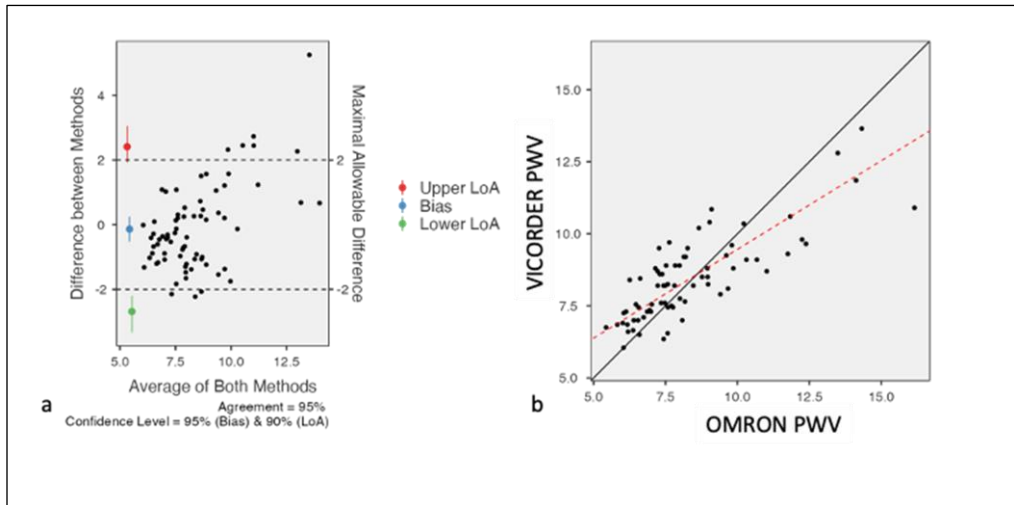 4
2
0
-2
Difference between Methods
2
-2
Maximal Allowable Difference
5.0 7.5 10.0 12.5
Average of Both Methods
Agreement = 95%
Confidence Level = 95% (Bias) & 90% (LoA)
a
Upper LoA
Bias
Lower LoA
15.0
12.5
10.0
7.5
5.0
VICORDER PWV
5.0 7.5 10.0 12.5 15.0
OMRON PWV
b